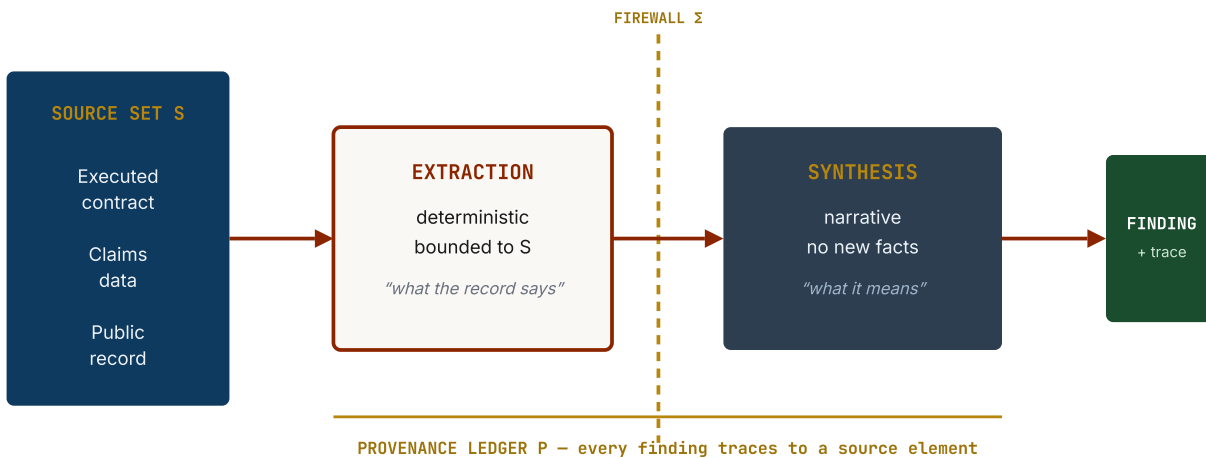 FIREWALL Σ
SOURCE SET S
Executed
contract
Claims
data
Public
record
EXTRACTION
deterministic
bounded to S
“what the record says”
SYNTHESIS
narrative
no new facts
“what it means”
FINDING
+ trace
PROVENANCE LEDGER P — every finding traces to a source element